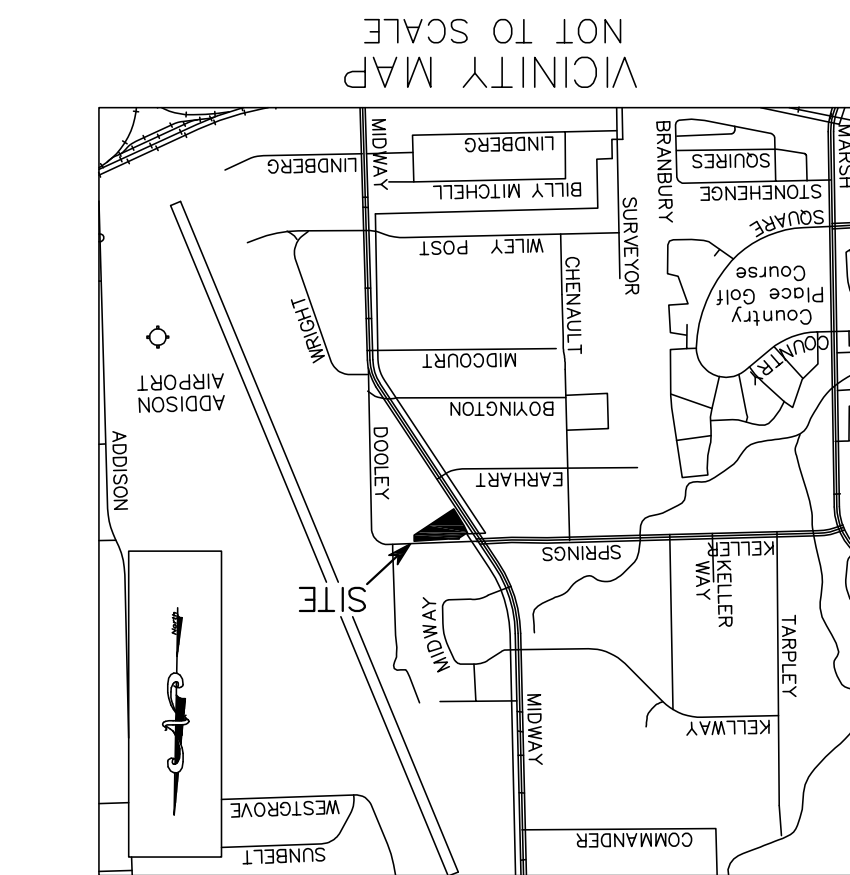 SUNBELT
COMMANDER
WESTGROVE
KELLWAY
MIDWAY
TARPLEY
MIDWAY
North
SITE
KELLER
WAY
KELLER
SPRINGS
EARHART
DOOLEY
ADDISON
BOYINGTON
ADDISON
AIRPORT
MIDCOURT
COUNTRY
Country
Place Golf
Course
WRIGHT
CHENAULT
WILEY POST
SURVEYOR
SQUARE
STONEHENGE
BILLY MITCHELL
SQUIRES
LINDBERG
LINDBERG
BRANBURY
MIDWAY
MARSH
VICINITY MAP
NOT TO SCALE